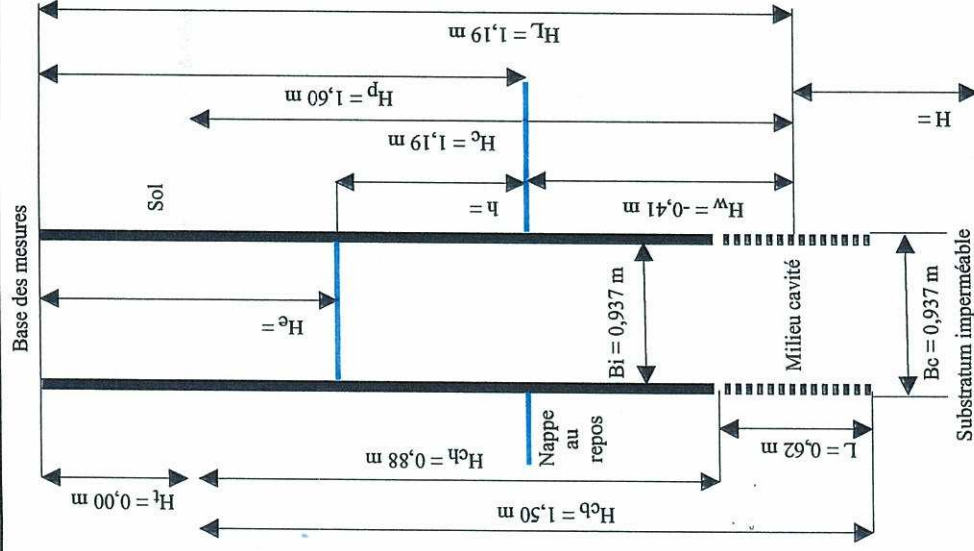 Base des mesures
H_L = 1,19 m
H_p = 1,60 m
H_c = 1,19 m
H =
Sol
h =
H_w = -0,41 m
H_e =
Bi = 0,937 m
Milieu cavité
Bc = 0,937 m
Substratum imperméable
Nappe
au
repos
L = 0,62 m
H_ch = 0,88 m
H_t = 0,00 m
H_cb = 1,50 m